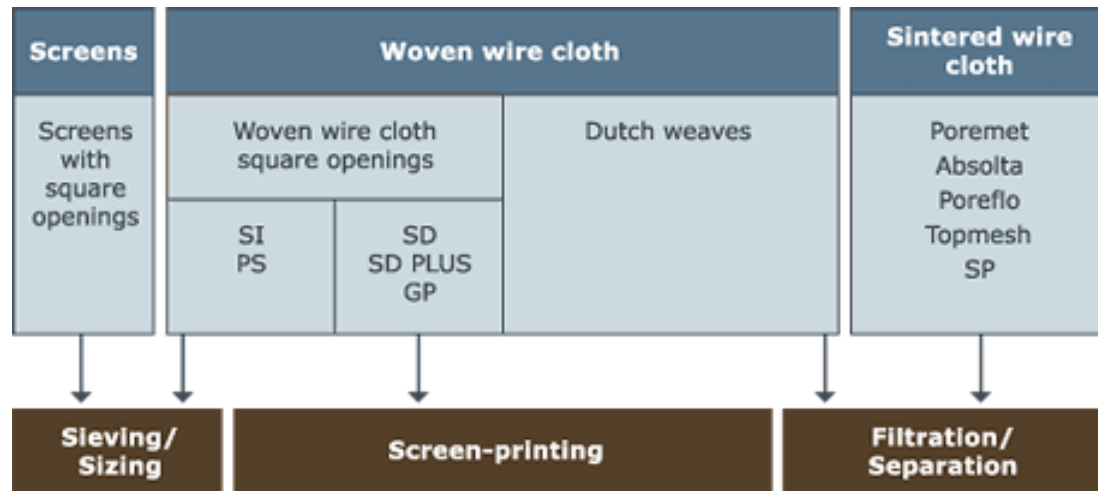 Screens
Woven wire cloth
Sintered wire
cloth
Screens
with
square
openings
Woven wire cloth
square openings
SI
PS
SD
SD PLUS
GP
Dutch weaves
Poremet
Absolta
Poreflo
Topmesh
SP
Sieving/
Sizing
Screen-printing
Filtration/
Separation